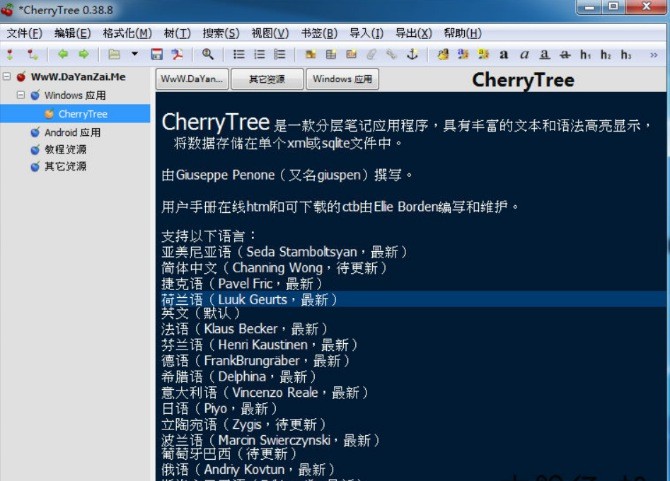 *CherryTree 0.38.8
文件(F) 编辑(E) 格式化(M) 树(T) 搜索(S) 视图(V) 书签(B) 导入(I) 导出(X) 帮助(H)
a a a a h₁ h₂ h₃
WwW.DaYanZai.Me
Windows 应用
CherryTree
Android 应用
教程资源
其它资源
WwW.DaYan... 其它资源 Windows 应用 CherryTree
CherryTree 是一款分层笔记应用程序，具有丰富的文本和语法高亮显示，
将数据存储在单个xml或sqlite文件中。
由Giuseppe Penone（又名giuspen）撰写。
用户手册在线html和可下载的ctb由Ellie Borden编写和维护。
支持以下语言：
亚美尼亚语（Seda Stamboltsyan，最新）
简体中文（Channing Wong，待更新）
捷克语（Pavel Fric，最新）
荷兰语（Luuk Geurts，最新）
英文（默认）
法语（Klaus Becker，最新）
芬兰语（Henri Kaustinen，最新）
德语（FrankBrungräber，最新）
希腊语（Delphina，最新）
意大利语（Vincenzo Reale，最新）
日语（Piyo，最新）
立陶宛语（Zygis，待更新）
波兰语（Marcin Swierczynski，最新）
葡萄牙巴西（待更新）
俄语（Andriy Kovtun，最新）